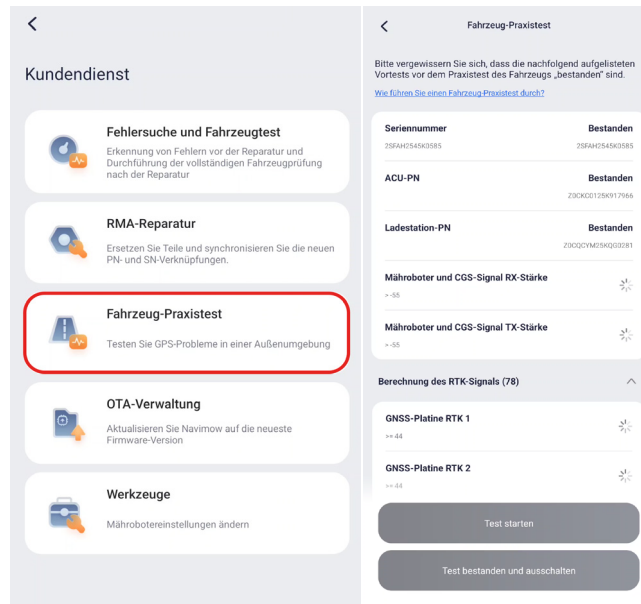 Kundendienst
Fehlersuche und Fahrzeugtest
Erkennung von Fehlern vor der Reparatur und
Durchführung der vollständigen Fahrzeugprüfung
nach der Reparatur
RMA-Reparatur
Ersetzen Sie Teile und synchronisieren Sie die neuen
PN- und SN-Verknüpfungen.
Fahrzeug-Praxistest
Testen Sie GPS-Probleme in einer Außenumgebung
OTA-Verwaltung
Aktualisieren Sie Navimow auf die neueste
Firmware-Version
Werkzeuge
Mährobotereinstellungen ändern
Fahrzeug-Praxistest
Bitte vergewissern Sie sich, dass die nachfolgend aufgelisteten
Vortests vor dem Praxistest des Fahrzeugs „bestanden“ sind.
Wie führen Sie einen Fahrzeug-Praxistest durch?
Seriennummer Bestanden
2SFAH2545K0585 2SFAH2545K0585
ACU-PN Bestanden
Z0CKC0125K917966
Ladestation-PN Bestanden
Z0CQCYM25KQG0281
Mähroboter und CGS-Signal RX-Stärke
> -55
Mähroboter und CGS-Signal TX-Stärke
> -55
Berechnung des RTK-Signals (78)
GNSS-Platine RTK 1
>= 44
GNSS-Platine RTK 2
>= 44
Test starten
Test bestanden und ausschalten